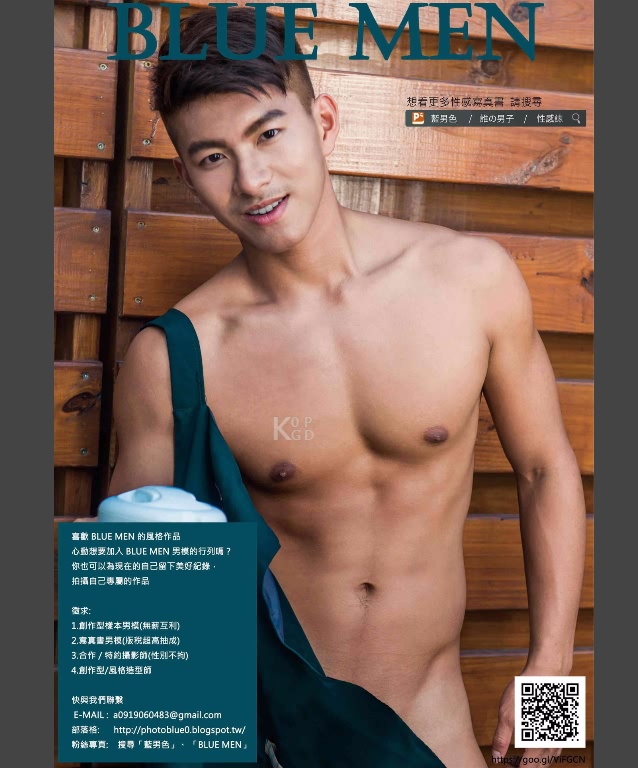 BLUE MEN
想看更多性感寫真書 請搜尋
藍男色 / 誰の男子 / 性感誌
K OP
GD
喜歡 BLUE MEN 的風格作品
心動想要加入 BLUE MEN 男模的行列嗎？
你也可以為現在的自己留下美好紀錄，
拍攝自己專屬的作品
徵求:
1.創作型樣本男模(無薪互利)
2.寫真書男模(版稅超高抽成)
3.合作 / 特約攝影師(性別不拘)
4.創作型/風格造型師
快與我們聯繫
E-MAIL : a0919060483@gmail.com
部落格: http://photoblue0.blogspot.tw/
粉絲專頁: 搜尋「藍男色」、「BLUE MEN」
https://goo.gl/ViFGCN